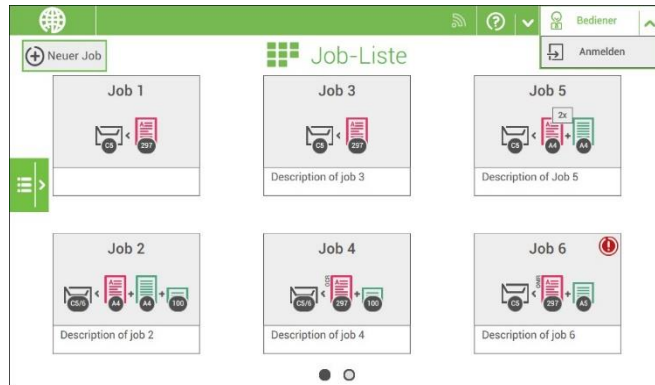 Bediener
Anmelden
Neuer Job
Job-Liste
Job 1
C5
297
Job 3
C5
297
Description of job 3
Job 5
2x
C5
A4
A4
Description of Job 5
Job 2
C5/6
A4
A4
100
Description of job 2
Job 4
OCR
C5/6
297
100
Description of job 4
Job 6
OMR
C5
297
A5
Description of job 6